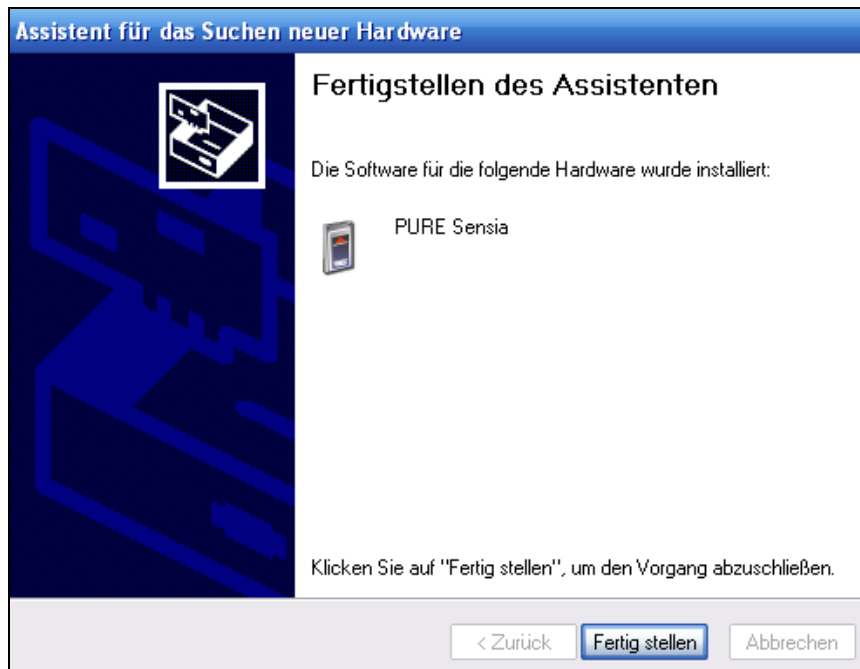 Assistent für das Suchen neuer Hardware
Fertigstellen des Assistenten
Die Software für die folgende Hardware wurde installiert:
PURE Sensia
Klicken Sie auf "Fertig stellen", um den Vorgang abzuschließen.
< Zurück Fertig stellen Abbrechen